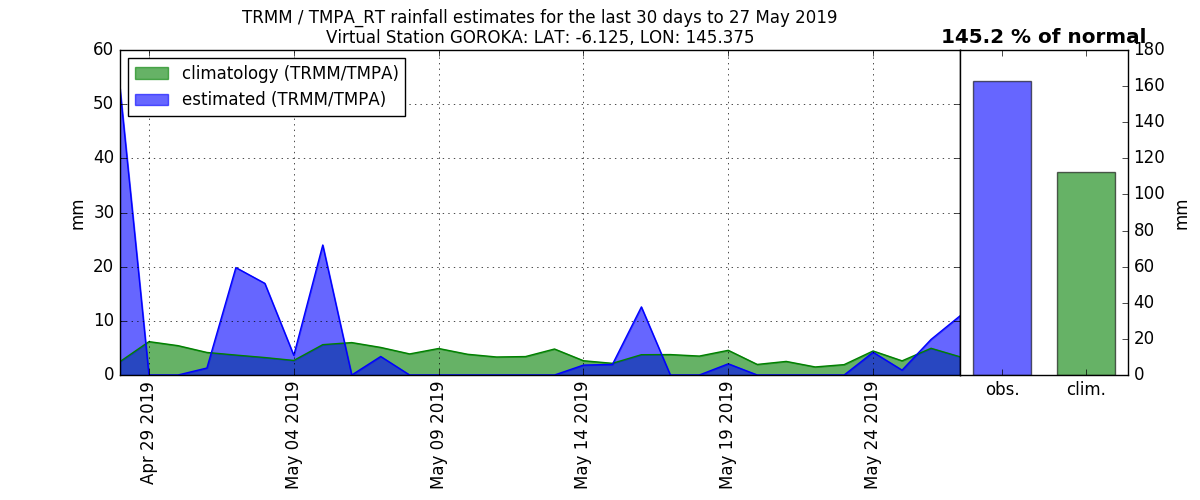 TRMM / TMPA_RT rainfall estimates for the last 30 days to 27 May 2019
Virtual Station GOROKA: LAT: -6.125, LON: 145.375
145.2 % of normal
climatology (TRMM/TMPA)
estimated (TRMM/TMPA)
60
50
40
30
20
10
0
mm
Apr 29 2019
May 04 2019
May 09 2019
May 14 2019
May 19 2019
May 24 2019
180
160
140
120
100
80
60
40
20
0
mm
obs.
clim.